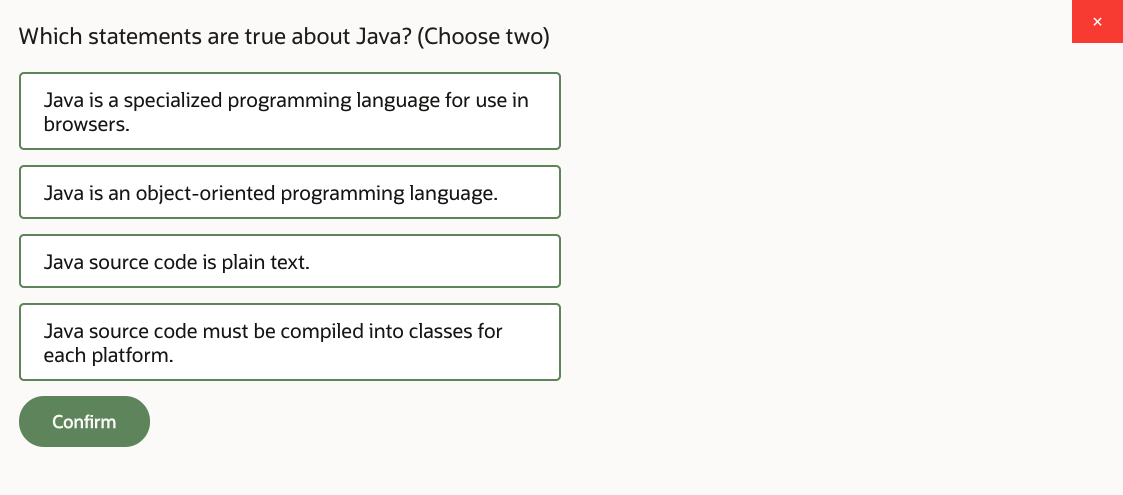 Which statements are true about Java? (Choose two)
×
Java is a specialized programming language for use in
browsers.
Java is an object-oriented programming language.
Java source code is plain text.
Java source code must be compiled into classes for
each platform.
Confirm